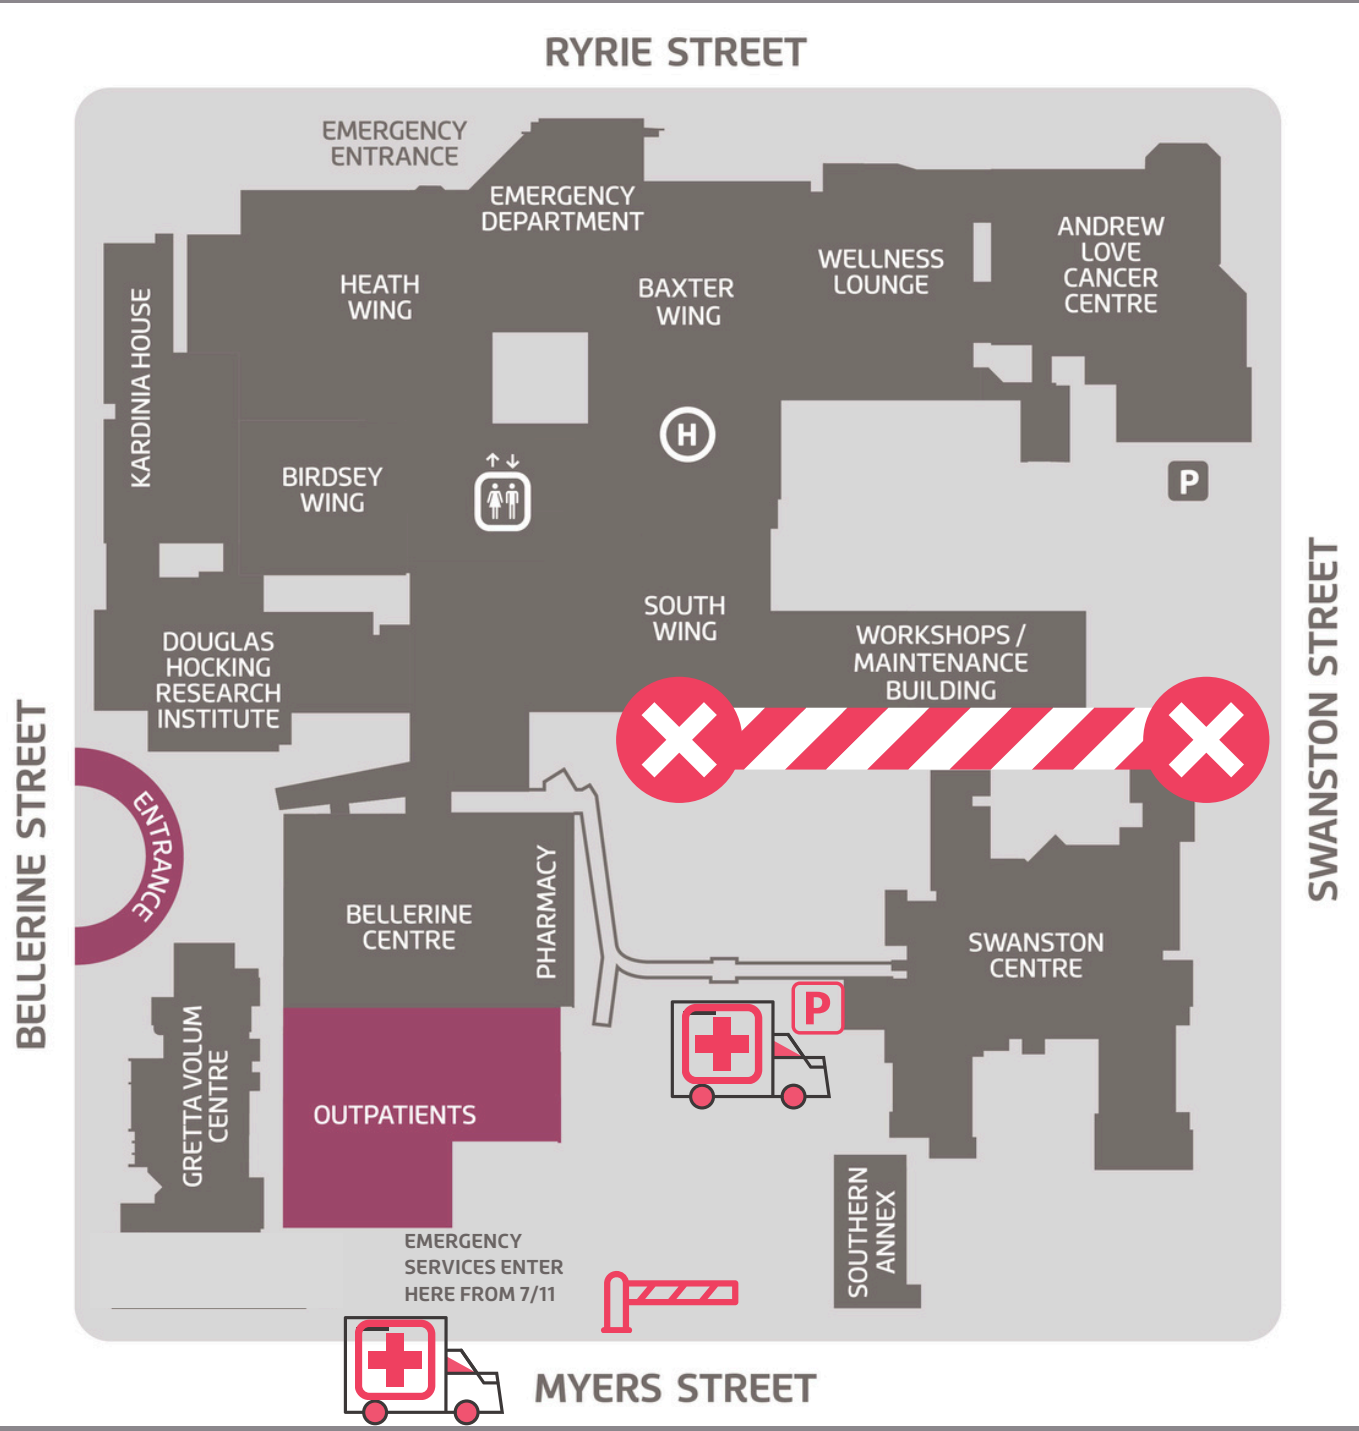 RYRIE STREET
EMERGENCY
ENTRANCE
EMERGENCY
DEPARTMENT
ANDREW
LOVE
CANCER
CENTRE
WELLNESS
LOUNGE
HEATH
WING
BAXTER
WING
KARDINIA HOUSE
H
BIRDSEY
WING
P
SOUTH
WING
WORKSHOPS /
MAINTENANCE
BUILDING
DOUGLAS
HOCKING
RESEARCH
INSTITUTE
SWANSTON STREET
BELLERINE STREET
ENTRANCE
BELLERINE
CENTRE
PHARMACY
SWANSTON
CENTRE
P
GRETTA VOLUM
CENTRE
OUTPATIENTS
SOUTHERN
ANNEX
EMERGENCY
SERVICES ENTER
HERE FROM 7/11
MYERS STREET